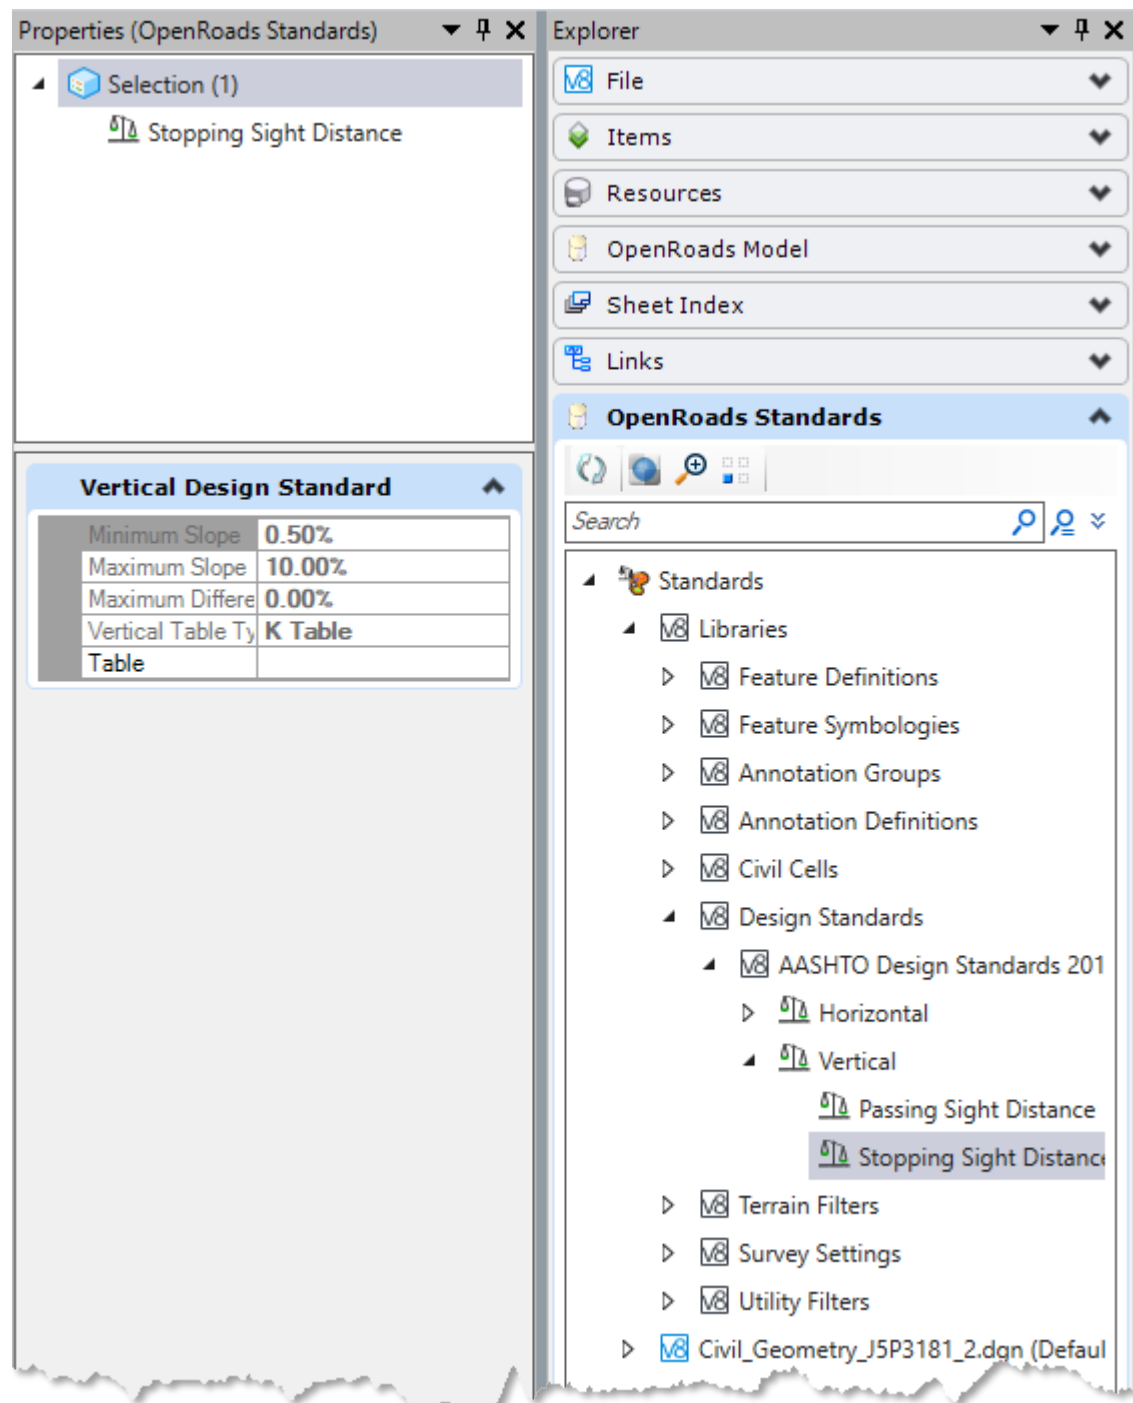 Properties (OpenRoads Standards)
Selection (1)
Stopping Sight Distance
Vertical Design Standard
Minimum Slope 0.50%
Maximum Slope 10.00%
Maximum Differe 0.00%
Vertical Table Ty K Table
Table
Explorer
File
Items
Resources
OpenRoads Model
Sheet Index
Links
OpenRoads Standards
Search
Standards
Libraries
Feature Definitions
Feature Symbologies
Annotation Groups
Annotation Definitions
Civil Cells
Design Standards
AASHTO Design Standards 201
Horizontal
Vertical
Passing Sight Distance
Stopping Sight Distance
Terrain Filters
Survey Settings
Utility Filters
Civil_Geometry_J5P3181_2.dgn (Defaul